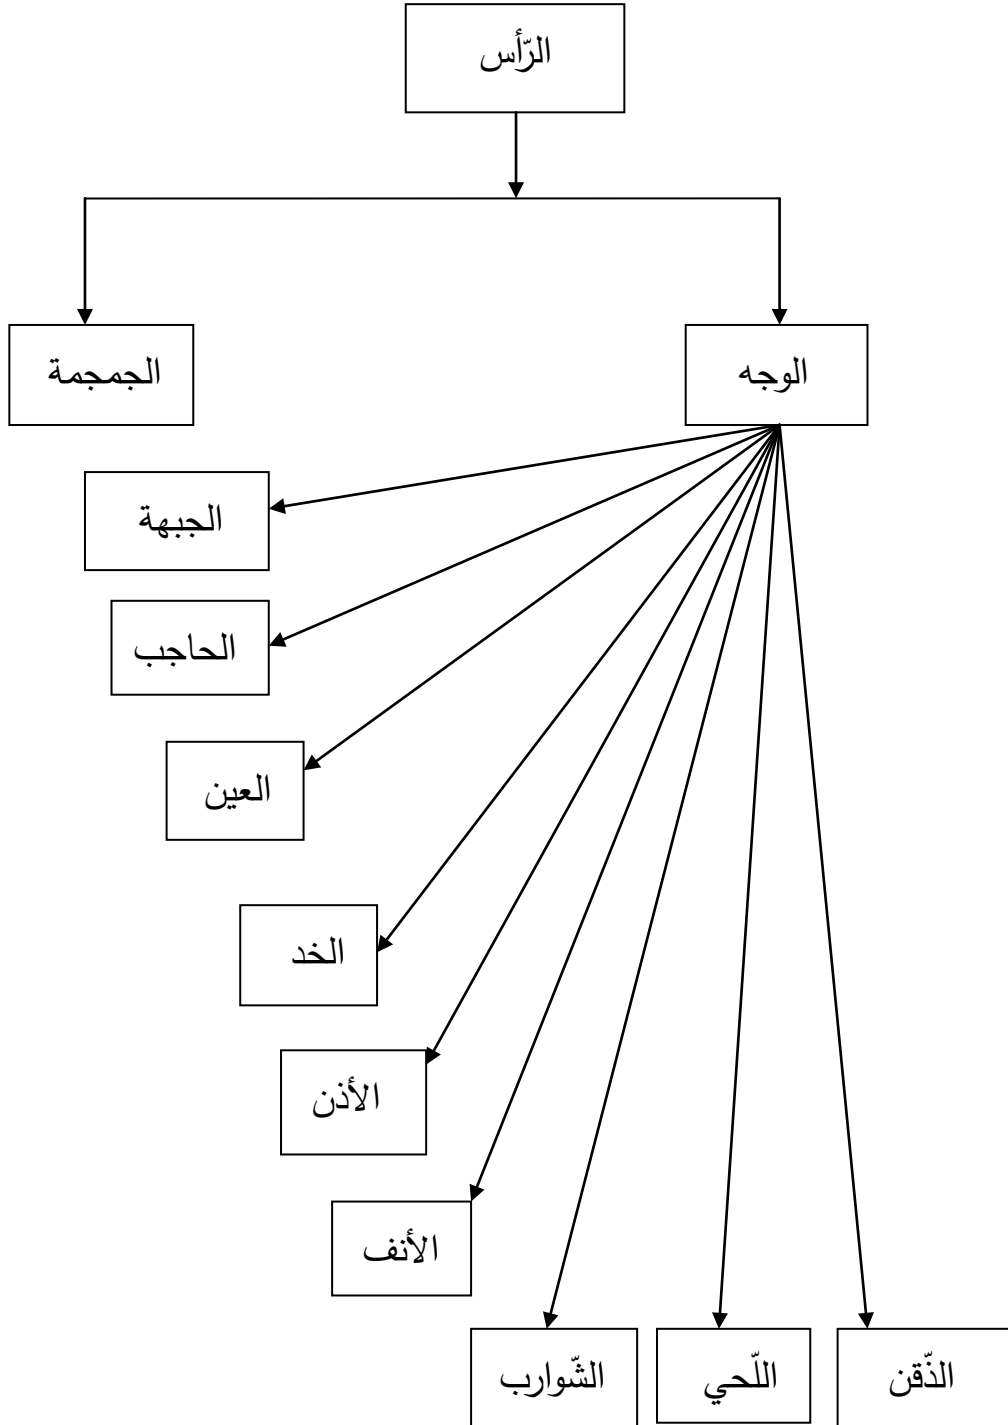 الرّأس
الوجه
الجمجمة
الجبهة
الحاجب
العين
الخد
الأذن
الأنف
الذّقن
اللّحي
الشّوارب